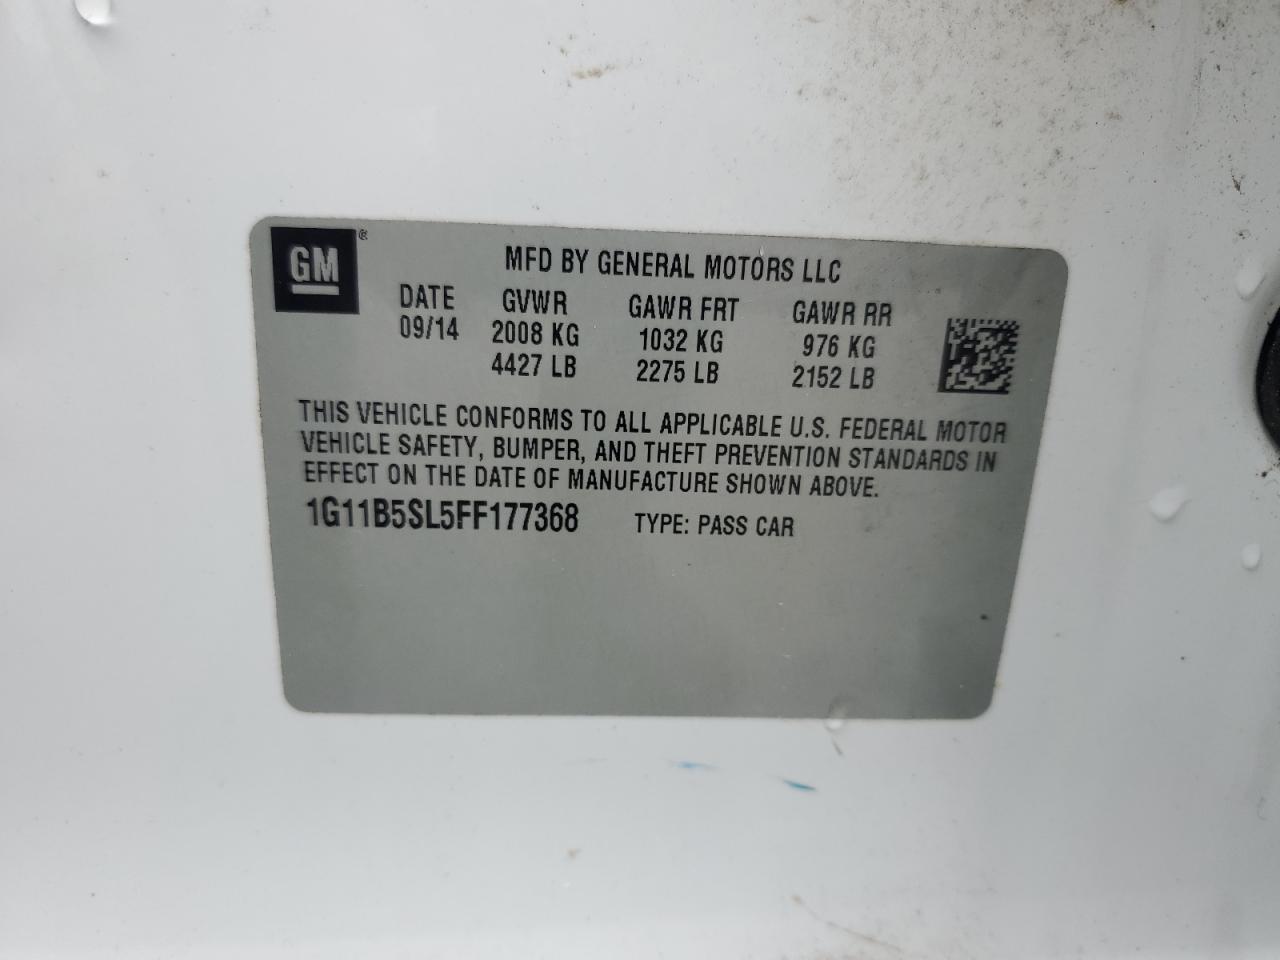 GM®
MFD BY GENERAL MOTORS LLC
DATE GVWR GAWR FRT GAWR RR
09/14 2008 KG 1032 KG 976 KG
4427 LB 2275 LB 2152 LB
THIS VEHICLE CONFORMS TO ALL APPLICABLE U.S. FEDERAL MOTOR
VEHICLE SAFETY, BUMPER, AND THEFT PREVENTION STANDARDS IN
EFFECT ON THE DATE OF MANUFACTURE SHOWN ABOVE.
1G11B5SL5FF177368 TYPE: PASS CAR